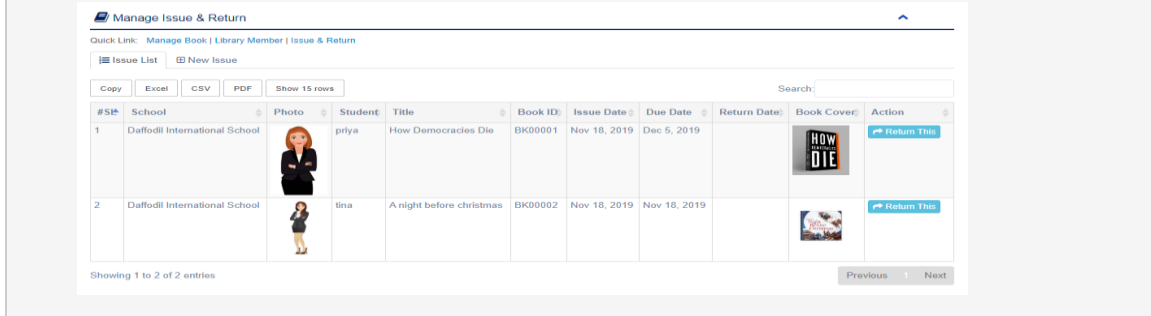 Manage Issue & Return
Quick Link: Manage Book | Library Member | Issue & Return
Issue List New Issue
Copy Excel CSV PDF Show 15 rows Search:
#SL School Photo Student Title Book ID Issue Date Due Date Return Date Book Cover Action
1 Daffodil International School priya How Democracies Die BK00001 Nov 18, 2019 Dec 5, 2019 Return This
HOW
DIE
2 Daffodil International School tina A night before christmas BK00002 Nov 18, 2019 Nov 18, 2019 Return This
Showing 1 to 2 of 2 entries Previous 1 Next